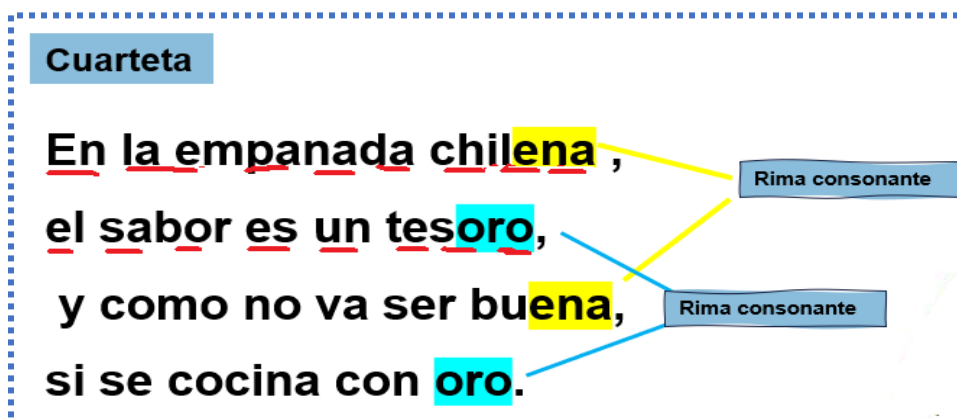 Cuarteta
En la empanada chilena ,
Rima consonante
el sabor es un tesoro,
y como no va ser buena,
Rima consonante
si se cocina con oro.